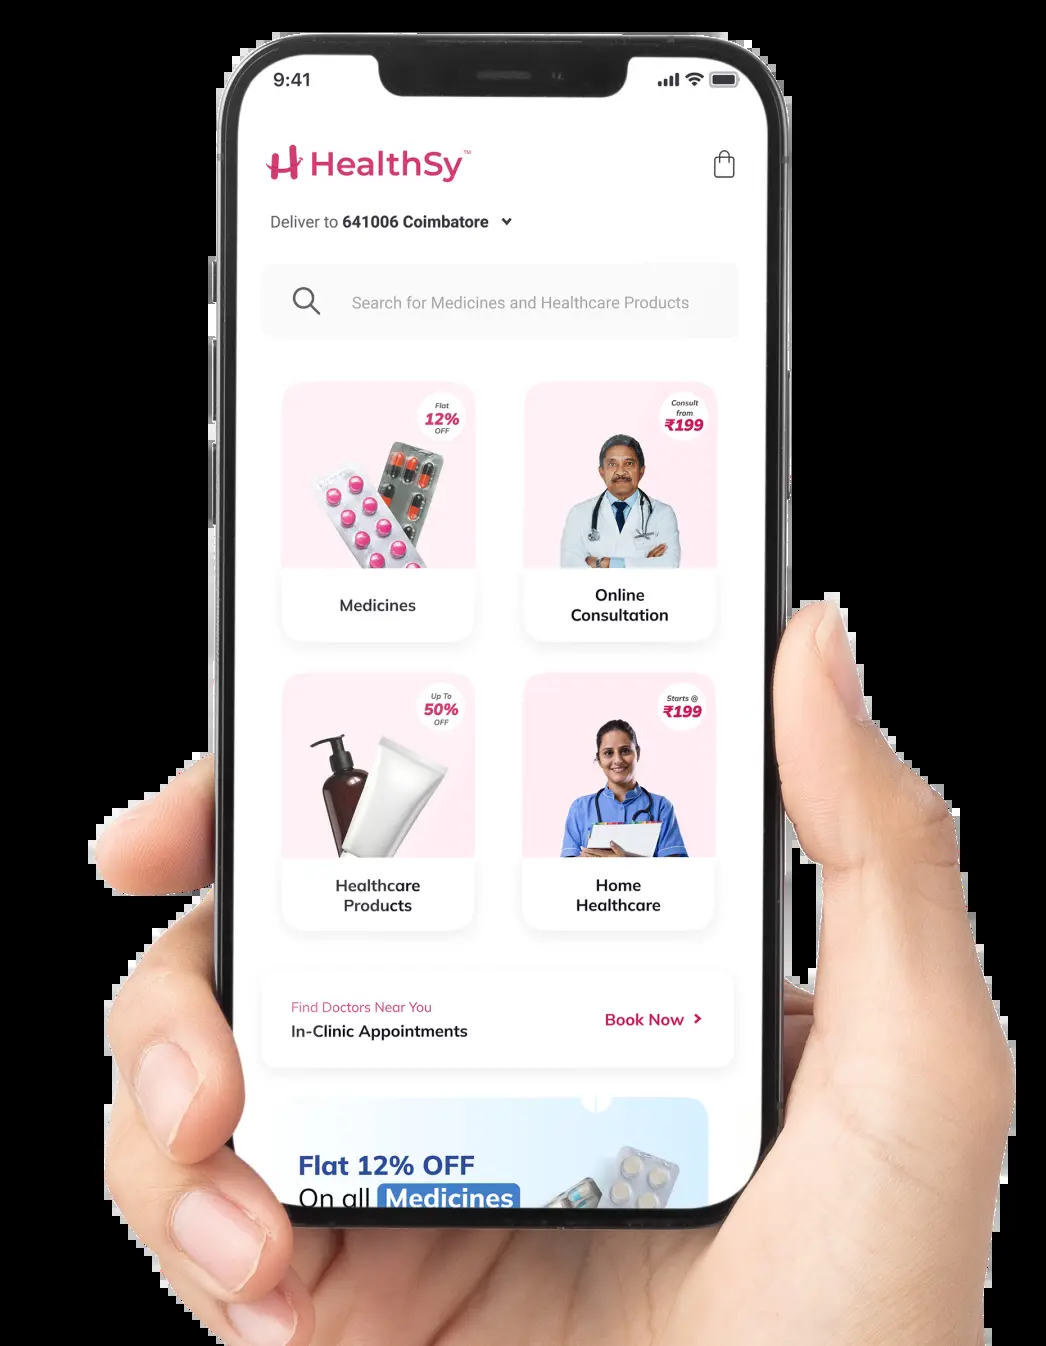 9:41
HealthSy™
Deliver to 641006 Coimbatore
Search for Medicines and Healthcare Products
Flat
12%
OFF
Medicines
Consult
from
₹199
Online
Consultation
Up To
50%
OFF
Healthcare
Products
Starts @
₹199
Home
Healthcare
Find Doctors Near You
In-Clinic Appointments
Book Now
Flat 12% OFF
On all Medicines